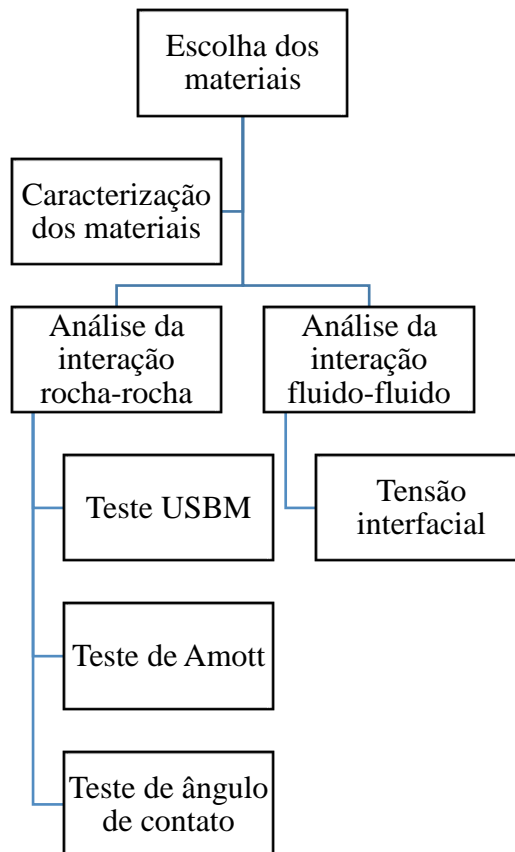 Escolha dos
materiais
Caracterização
dos materiais
Análise da
interação
rocha-rocha
Análise da
interação
fluido-fluido
Teste USBM
Tensão
interfacial
Teste de Amott
Teste de ângulo
de contato